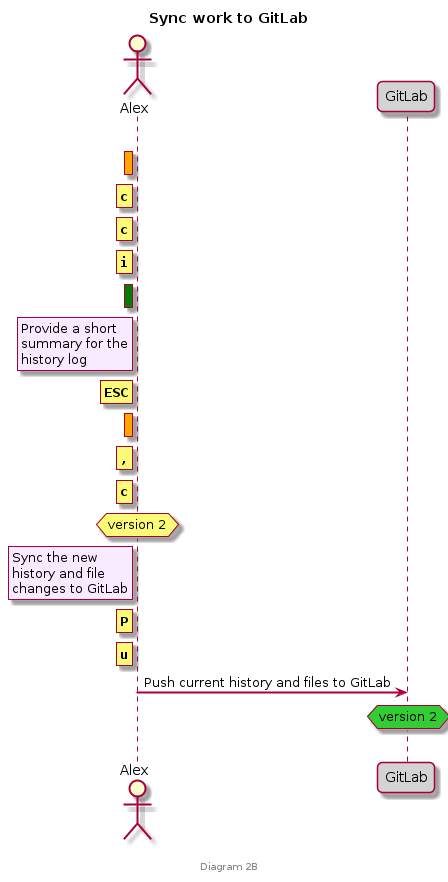 Sync work to GitLab
Alex
GitLab
c
c
i
Provide a short
summary for the
history log
ESC
,
c
version 2
Sync the new
history and file
changes to GitLab
P
u
Push current history and files to GitLab
version 2
Alex
GitLab
Diagram 2B